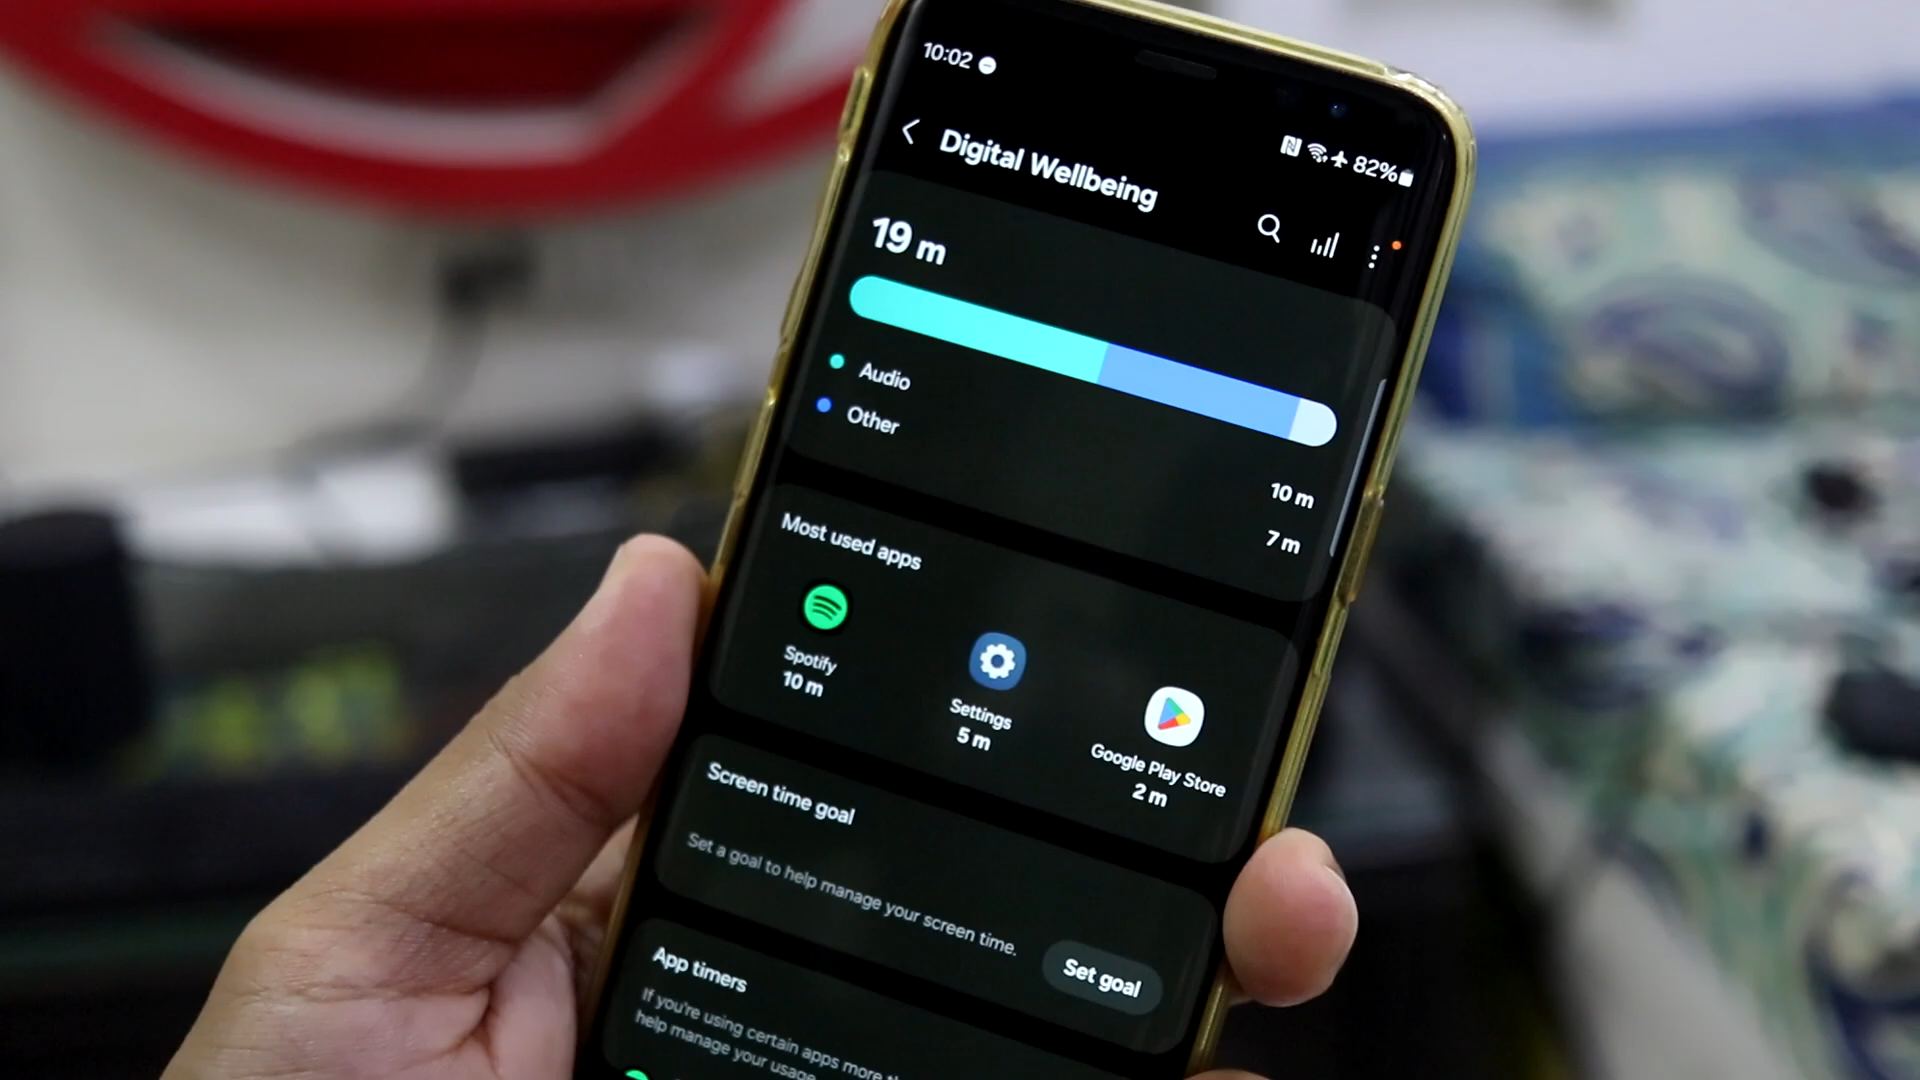 10:02
82%
Digital Wellbeing
19 m
Audio
10 m
Other
7 m
Most used apps
Spotify
10 m
Settings
5 m
Google Play Store
2 m
Screen time goal
Set a goal to help manage your screen time.
Set goal
App timers
If you're using certain apps more
help manage your usage